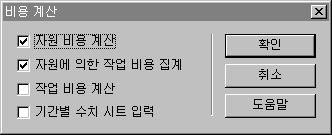 비용 계산
자원 비용 계산
자원에 의한 작업 비용 집계
작업 비용 계산
기간별 수치 시트 입력
확인
취소
도움말